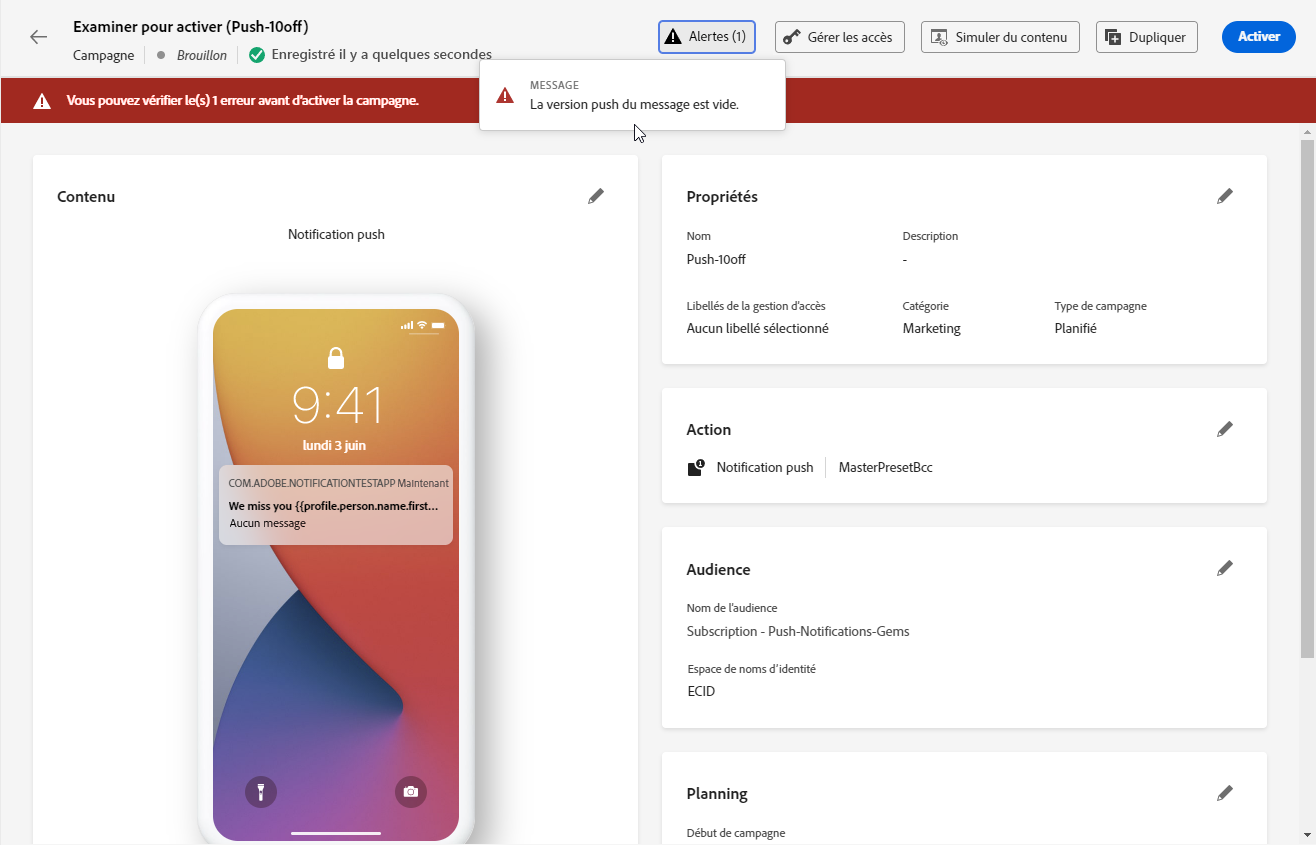 Examiner pour activer (Push-10off)
Campagne
Brouillon
Enregistré il y a quelques secondes
Alertes (1)
Gérer les accès
Simuler du contenu
Dupliquer
Activer
Vous pouvez vérifier le(s) 1 erreur avant d'activer la campagne.
MESSAGE
La version push du message est vide.
Contenu
Notification push
9:41
lundi 3 juin
COM.ADOBE.NOTIFICATIONTESTAPP Maintenant
We miss you {{profile.person.name.first...
Aucun message
Propriétés
Nom
Description
Push-10off
-
Libellés de la gestion d'accès
Catégorie
Type de campagne
Aucun libellé sélectionné
Marketing
Planifié
Action
1
Notification push
MasterPresetBcc
Audience
Nom de l'audience
Subscription - Push-Notifications-Gems
Espace de noms d'identité
ECID
Planning
Début de campagne